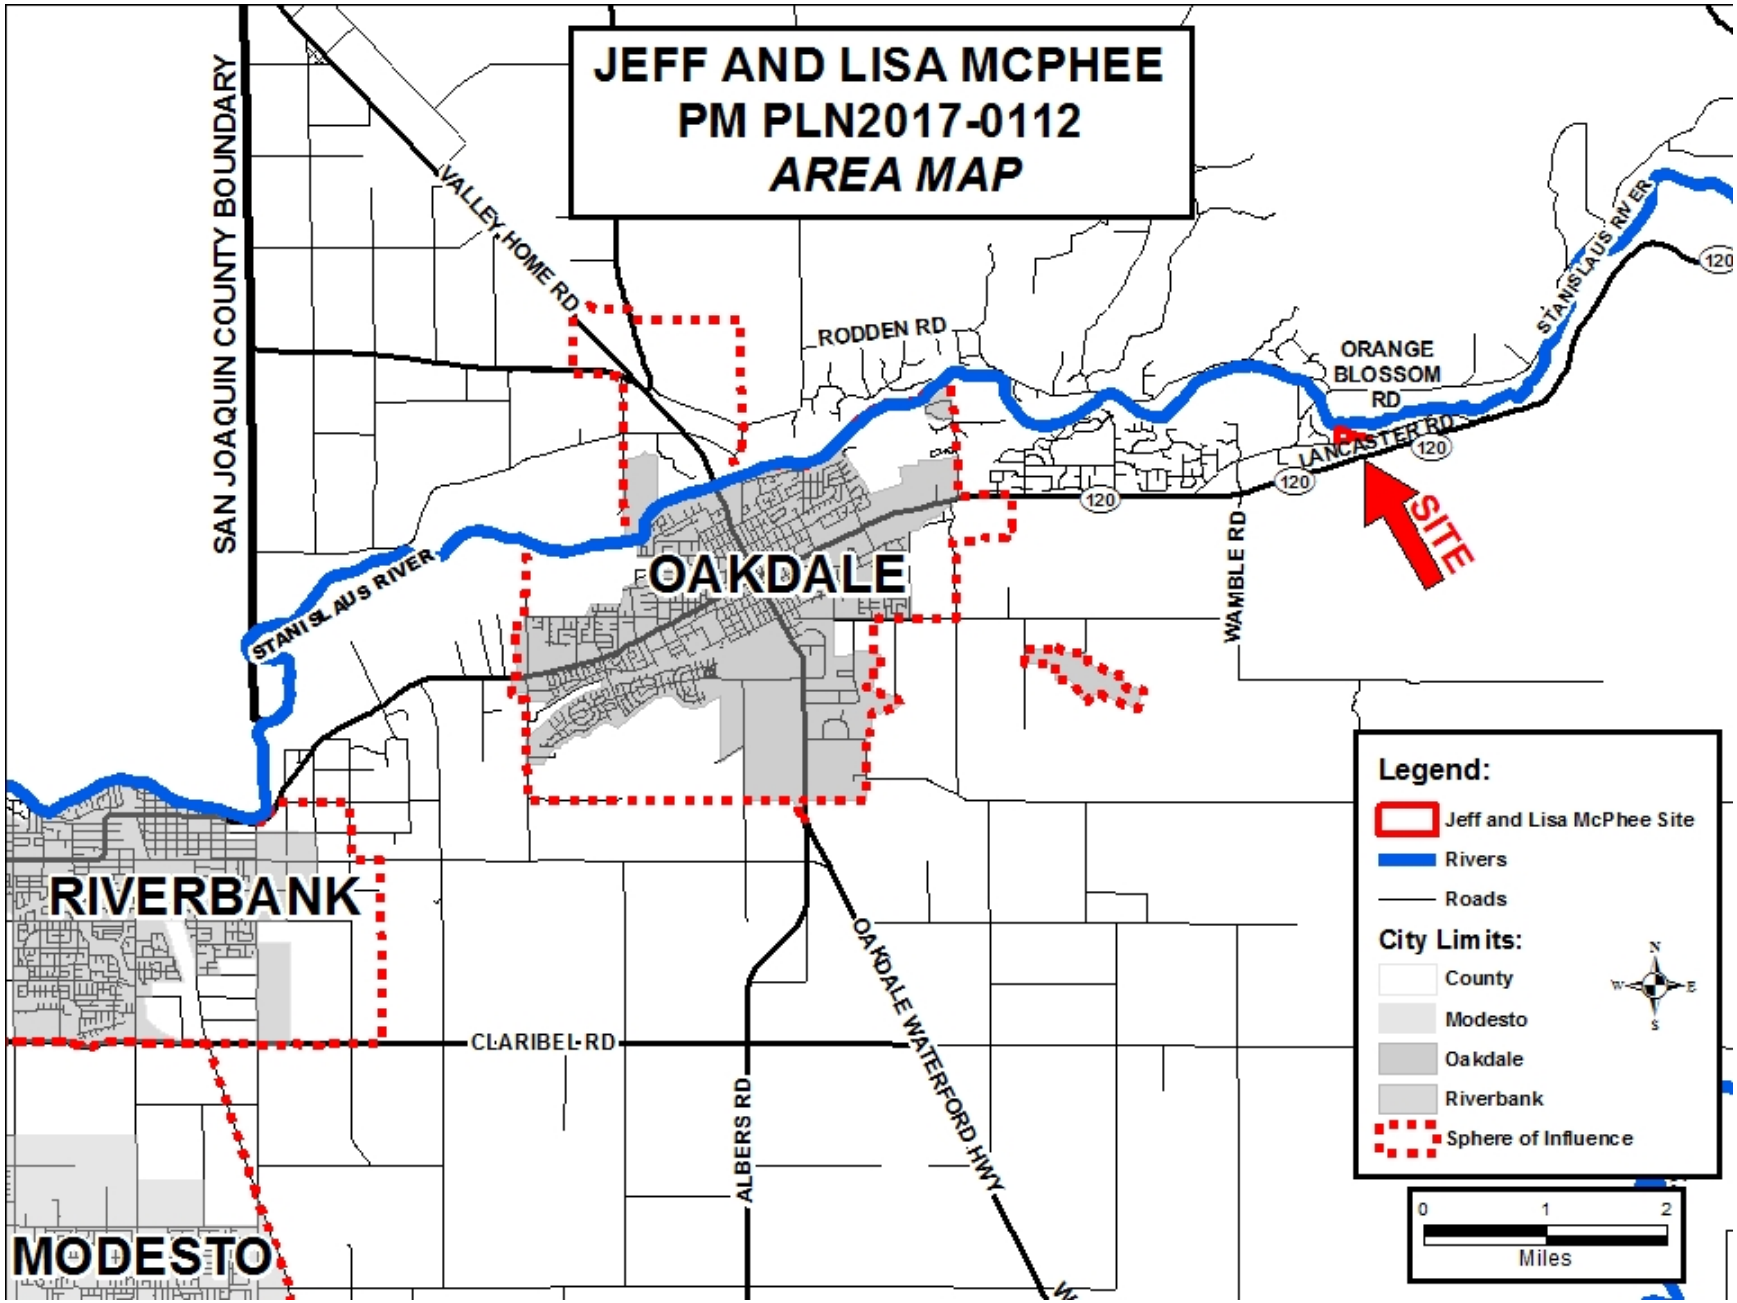 JEFF AND LISA MCPHEE
PM PLN2017-0112
AREA MAP
SAN JOAQUIN COUNTY BOUNDARY
VALLEY HOME RD
RODDEN RD
STANISLAUS RIVER
120
ORANGE
BLOSSOM
RD
LANCASTER RD
120
120
120
SITE
WAMBLE RD
OAKDALE
STANISLAUS RIVER
RIVERBANK
CLARIBEL RD
ALBERS RD
OAKDALE WATERFORD HWY
MODESTO
Legend:
Jeff and Lisa McPhee Site
Rivers
Roads
City Limits:
County
Modesto
Oakdale
Riverbank
Sphere of Influence
N
W E
S
0 1 2
Miles